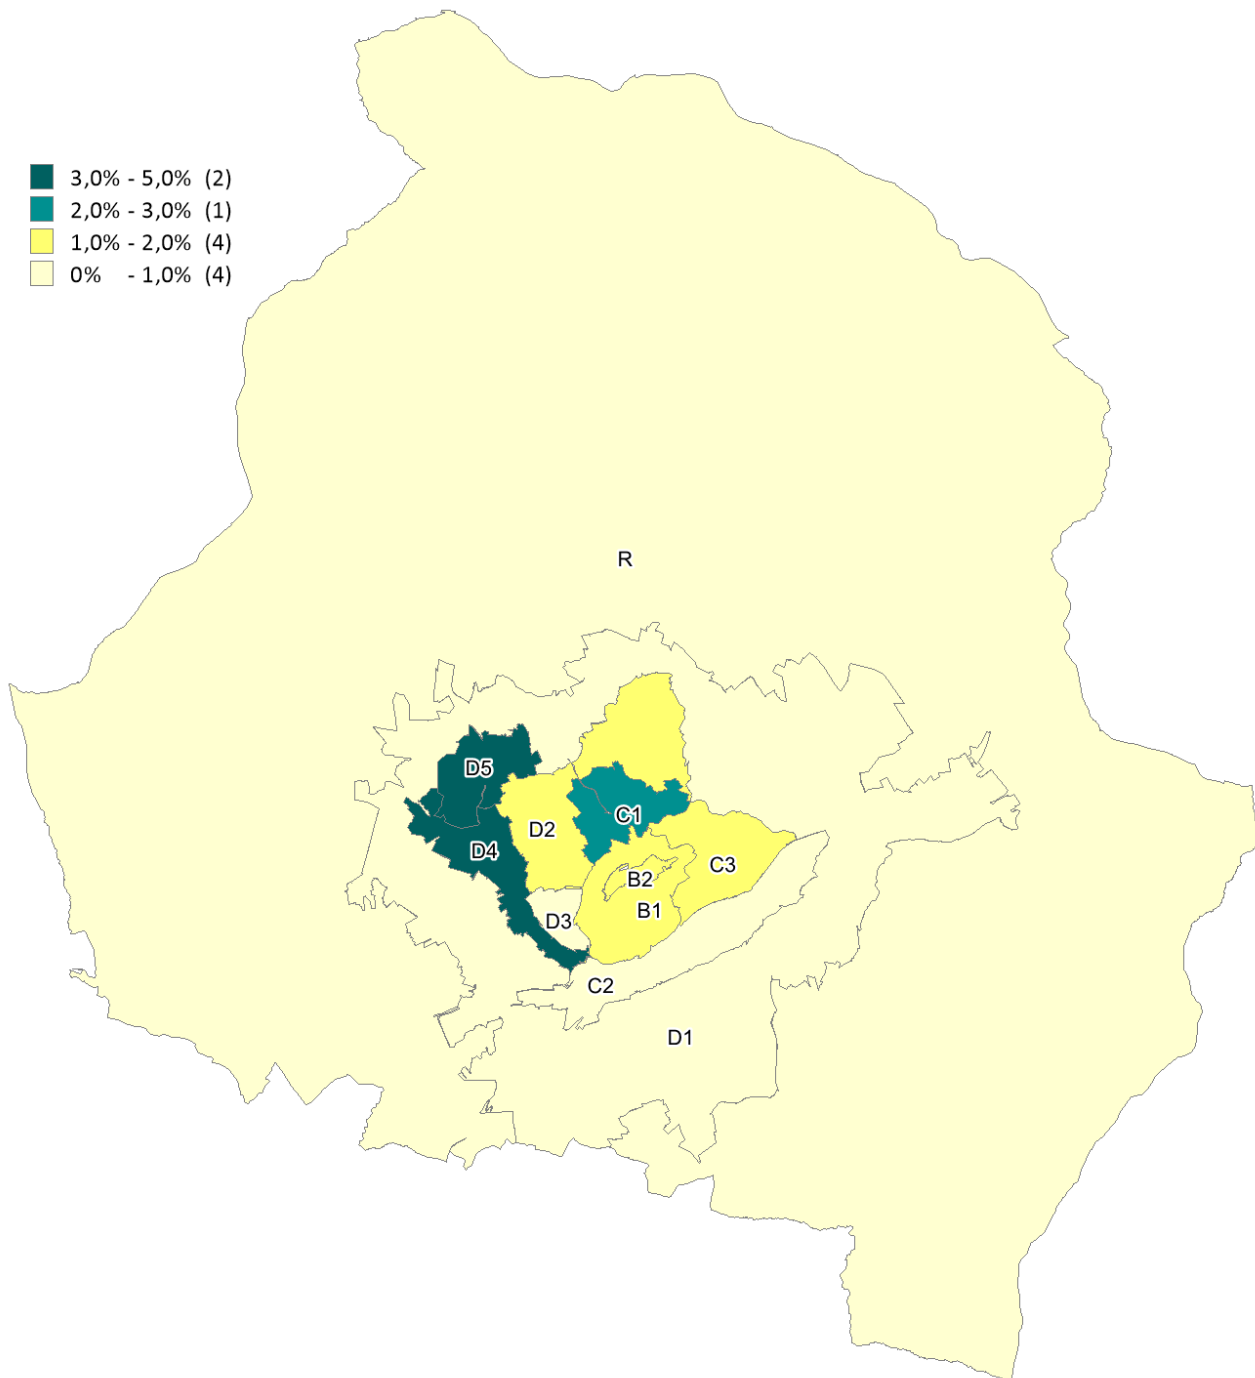 3,0% - 5,0% (2)
2,0% - 3,0% (1)
1,0% - 2,0% (4)
0% - 1,0% (4)
R
D5
C1
D2
D4
C3
B2
B1
D3
C2
D1